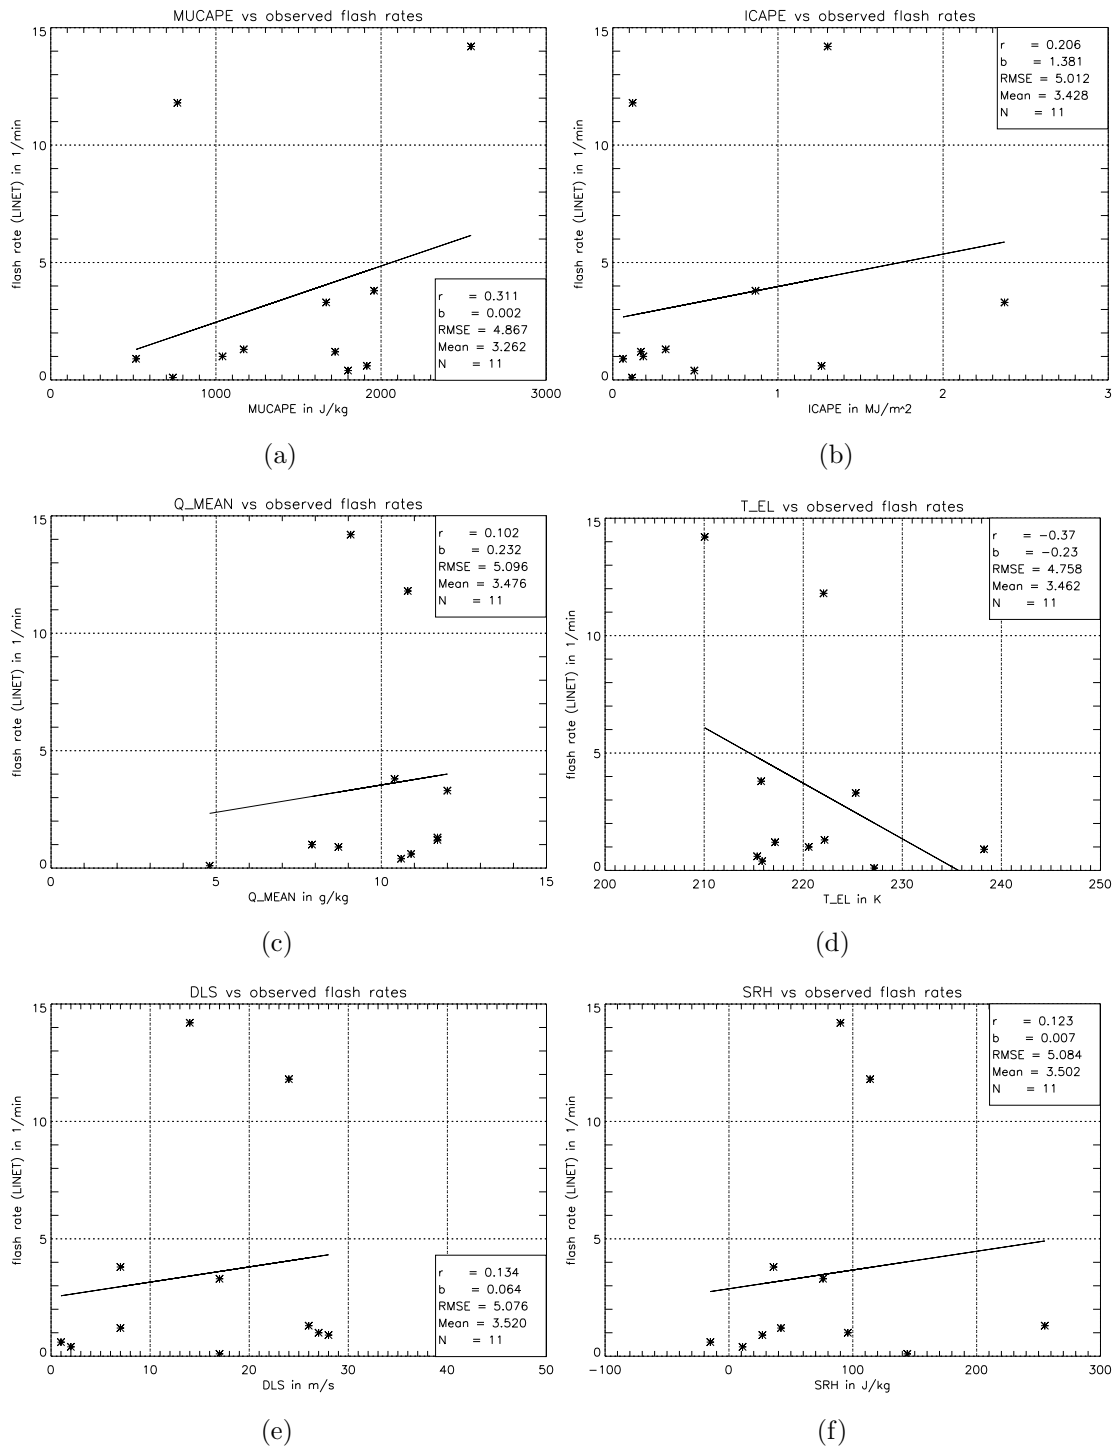 MUCAPE vs observed flash rates
15
10
5
0
flash rate (LINET) in 1/min
r = 0.311
b = 0.002
RMSE = 4.867
Mean = 3.262
N = 11
0 1000 2000 3000
MUCAPE in J/kg
(a)
ICAPE vs observed flash rates
15
10
5
0
flash rate (LINET) in 1/min
r = 0.206
b = 1.381
RMSE = 5.012
Mean = 3.428
N = 11
0 1 2 3
ICAPE in MJ/m^2
(b)
Q_MEAN vs observed flash rates
15
10
5
0
flash rate (LINET) in 1/min
r = 0.102
b = 0.232
RMSE = 5.096
Mean = 3.476
N = 11
0 5 10 15
Q_MEAN in g/kg
(c)
T_EL vs observed flash rates
15
10
5
0
flash rate (LINET) in 1/min
r = −0.37
b = −0.23
RMSE = 4.758
Mean = 3.462
N = 11
200 210 220 230 240 250
T_EL in K
(d)
DLS vs observed flash rates
15
10
5
0
flash rate (LINET) in 1/min
r = 0.134
b = 0.064
RMSE = 5.076
Mean = 3.520
N = 11
0 10 20 30 40 50
DLS in m/s
(e)
SRH vs observed flash rates
15
10
5
0
flash rate (LINET) in 1/min
r = 0.123
b = 0.007
RMSE = 5.084
Mean = 3.502
N = 11
−100 0 100 200 300
SRH in J/kg
(f)